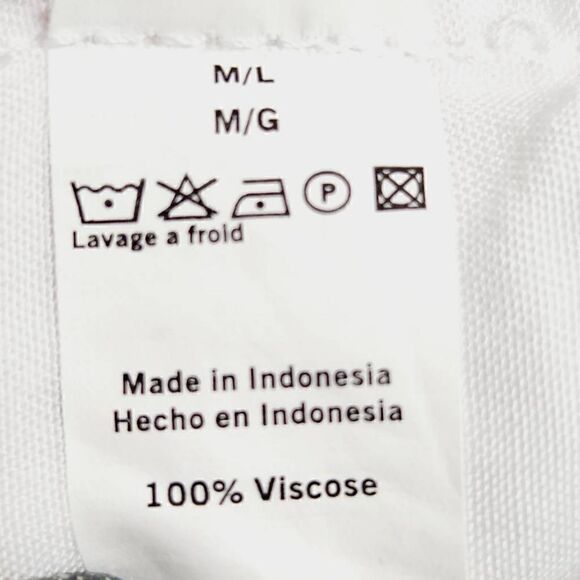 M/L
M/G
P
Lavage a froid
Made in Indonesia
Hecho en Indonesia
100% Viscose